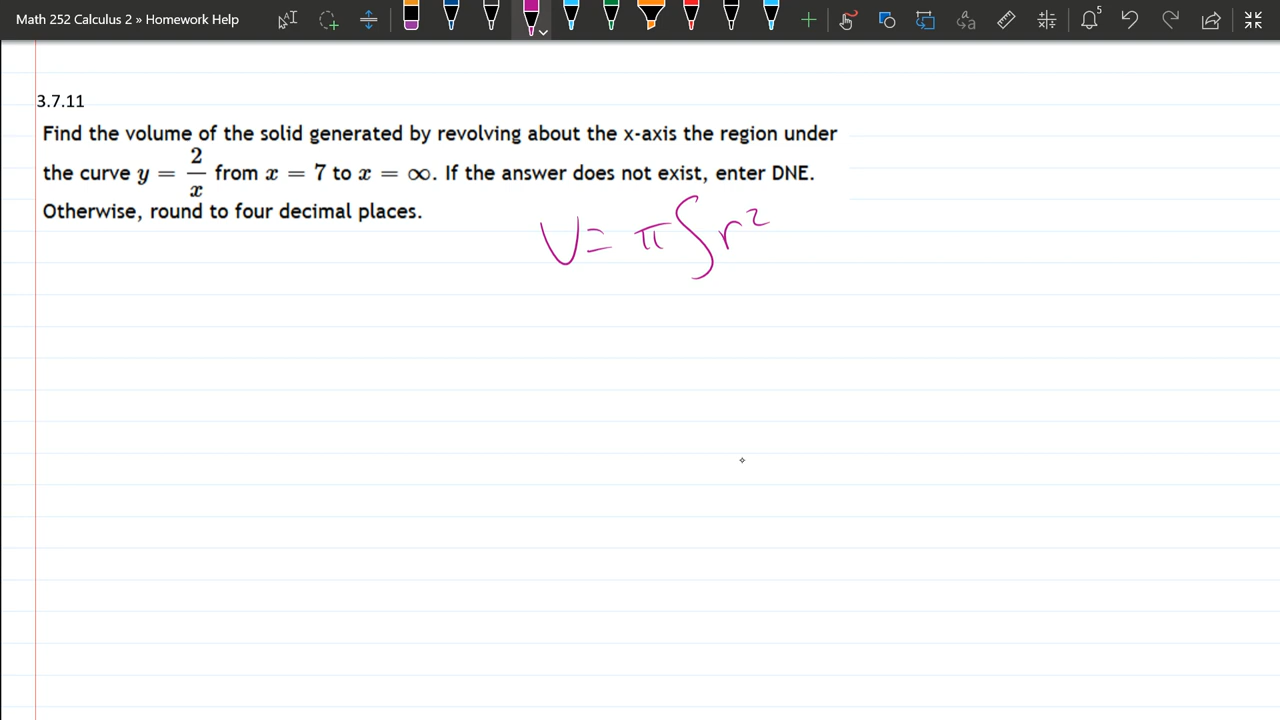 Math 252 Calculus 2 » Homework Help
5
3.7.11
Find the volume of the solid generated by revolving about the x-axis the region under
the curve y = 2/x from x = 7 to x = ∞. If the answer does not exist, enter DNE.
Otherwise, round to four decimal places.
V = π∫r²